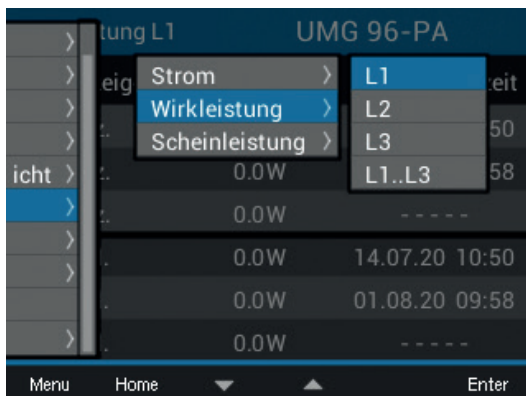 tung L1 UMG 96-PA
eig Strom > L1 eit
Wirkleistung > L2
z. Scheinleistung > L3 50
icht > z. 0.0W L1..L3 58
z. 0.0W - - - - -
. 0.0W 14.07.20 10:50
. 0.0W 01.08.20 09:58
. 0.0W - - - - -
Menu Home Enter